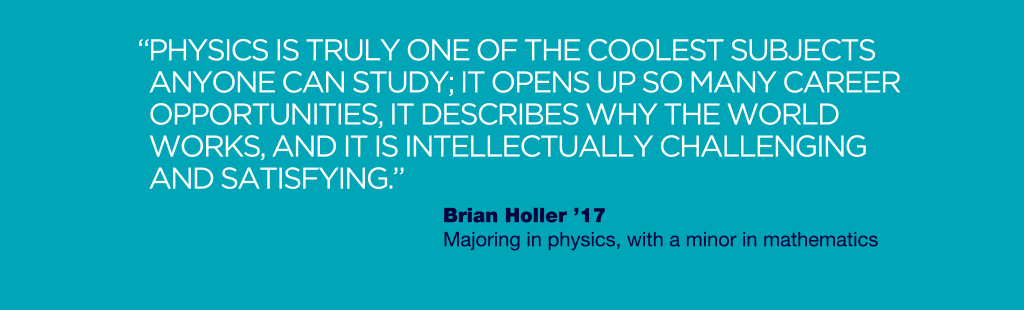 “PHYSICS IS TRULY ONE OF THE COOLEST SUBJECTS
ANYONE CAN STUDY; IT OPENS UP SO MANY CAREER
OPPORTUNITIES, IT DESCRIBES WHY THE WORLD
WORKS, AND IT IS INTELLECTUALLY CHALLENGING
AND SATISFYING.”
Brian Holler ’17
Majoring in physics, with a minor in mathematics